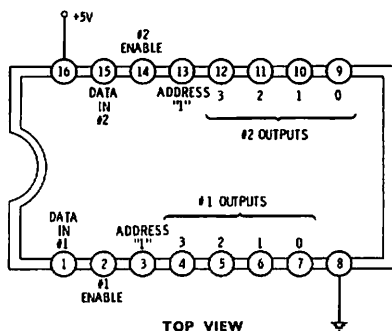 +5V
#2
ENABLE
16 15 14 13 12 11 10 9
DATA
IN
#2
ADDRESS
"1"
3 2 1 0
#2 OUTPUTS
#1 OUTPUTS
DATA
IN
#1
ADDRESS
"1"
3 2 1 0
1 2 3 4 5 6 7 8
#1
ENABLE
TOP VIEW